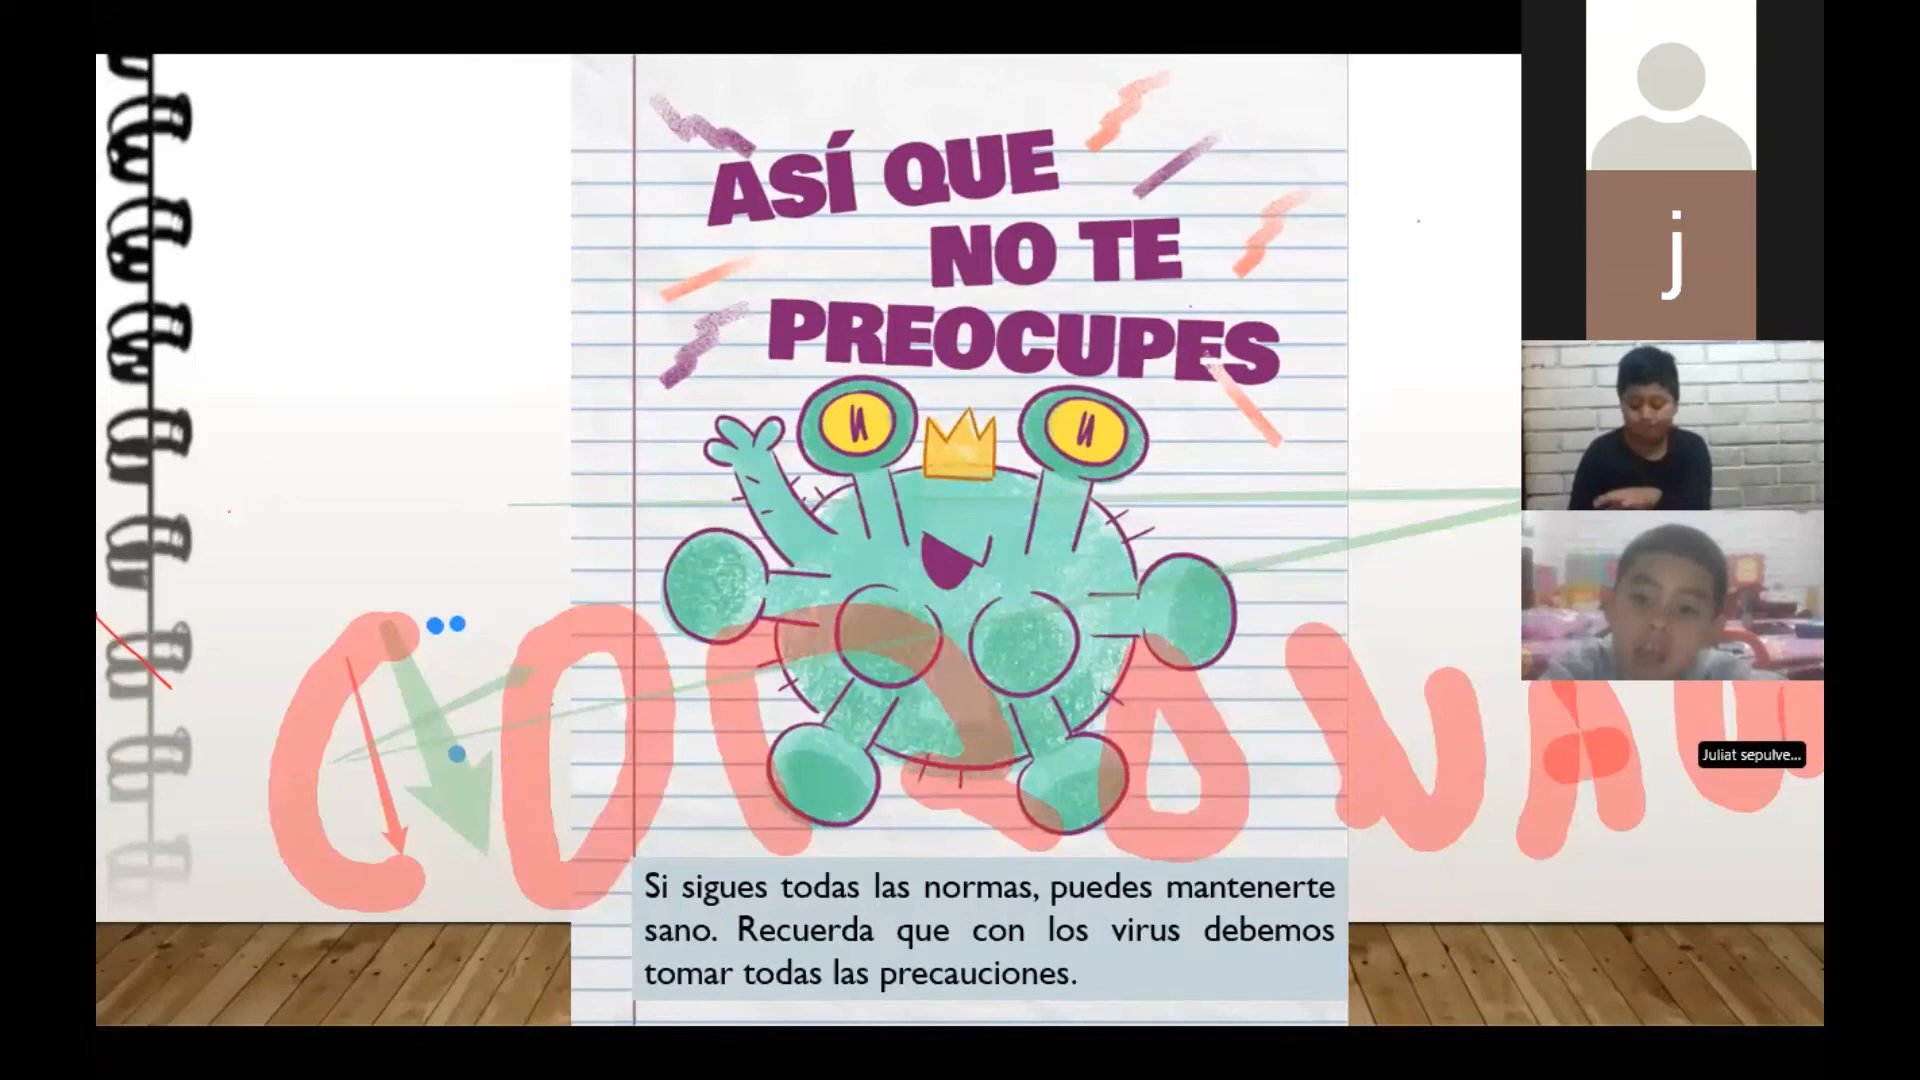 ASÍ QUE
NO TE
PREOCUPES
j
CORONAV
Juliat sepulve...
Si sigues todas las normas, puedes mantenerte
sano. Recuerda que con los virus debemos
tomar todas las precauciones.